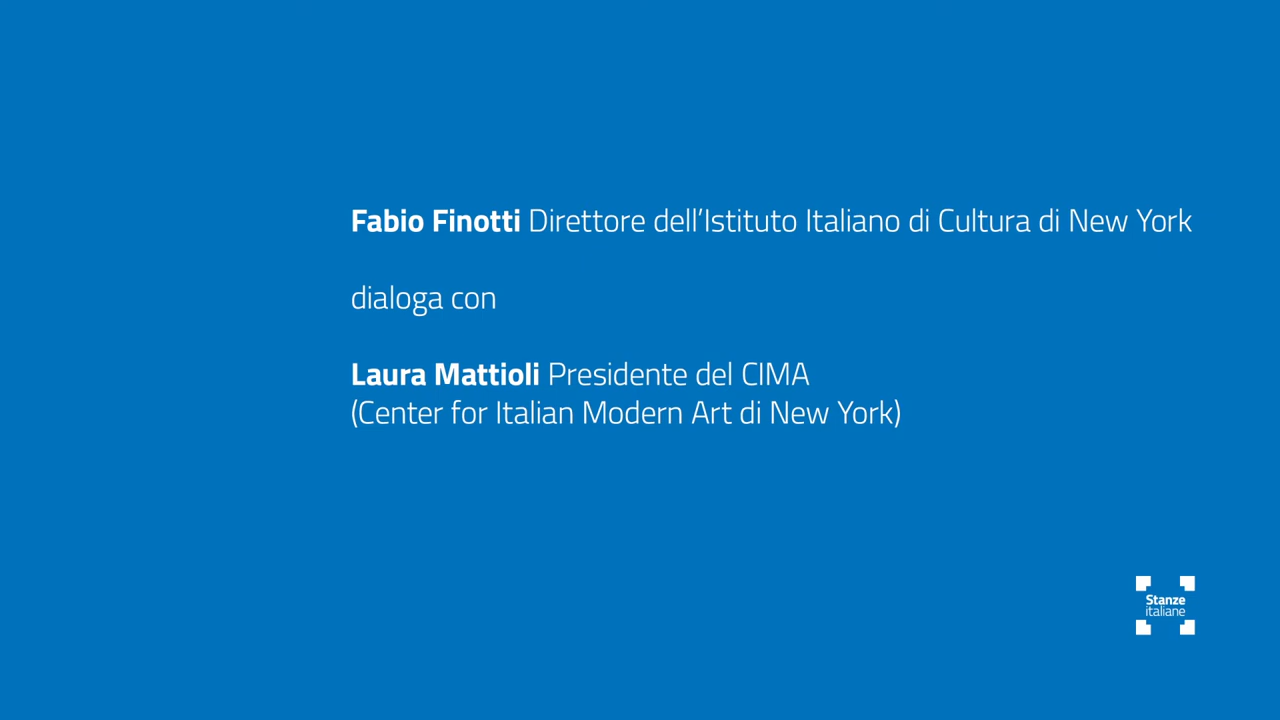 Fabio Finotti Direttore dell’Istituto Italiano di Cultura di New York
dialoga con
Laura Mattioli Presidente del CIMA
(Center for Italian Modern Art di New York)
Stanze
italiane